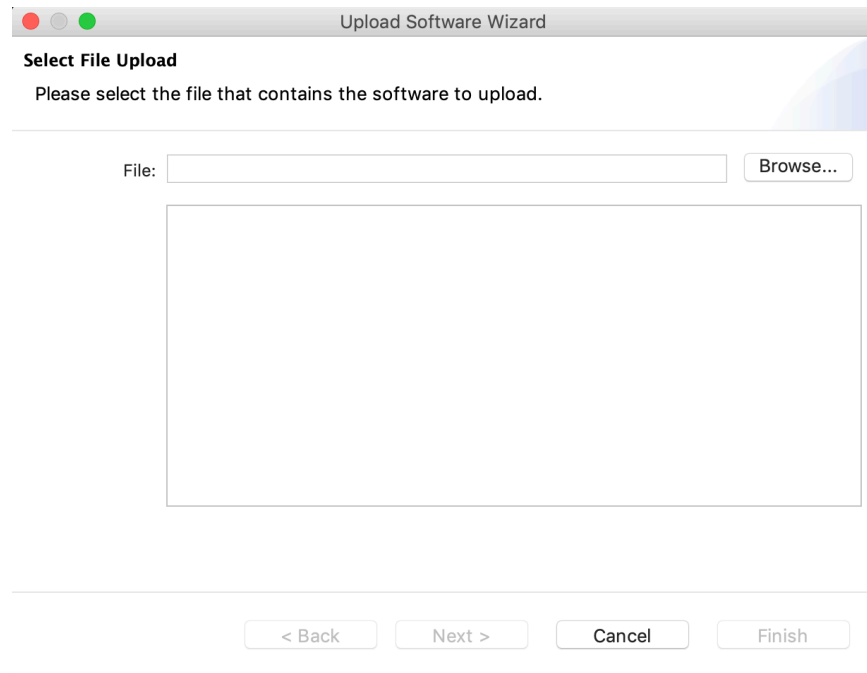 Upload Software Wizard
Select File Upload
Please select the file that contains the software to upload.
File:
Browse...
< Back
Next >
Cancel
Finish